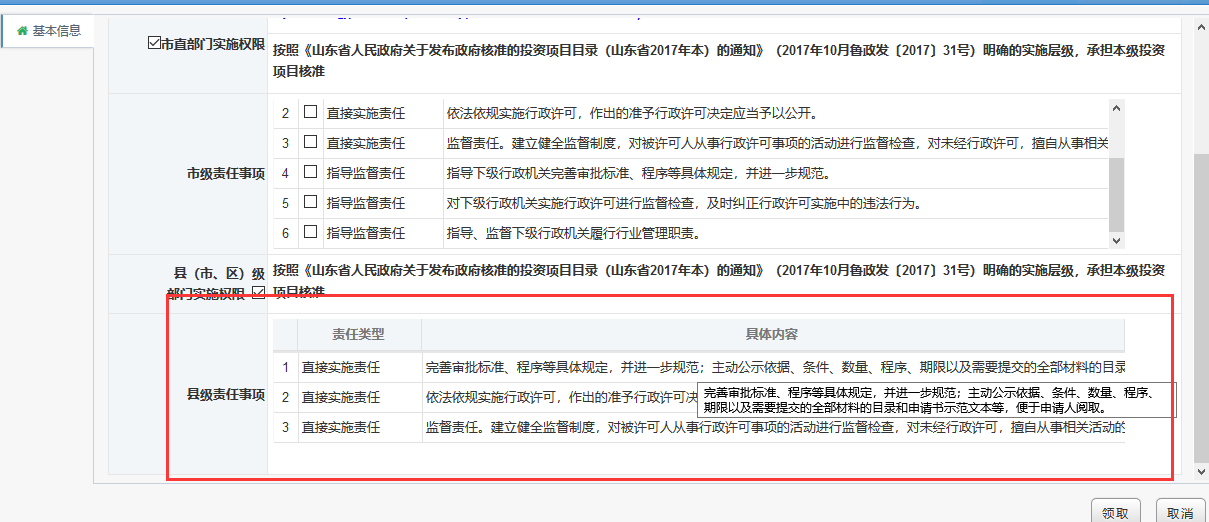 基本信息
市直部门实施权限
按照《山东省人民政府关于发布政府核准的投资项目目录（山东省2017年本）的通知》（2017年10月鲁政发〔2017〕31号）明确的实施层级，承担本级投资
项目核准
市级责任事项
2 直接实施责任 依法依规实施行政许可，作出的准予行政许可决定应当予以公开。
3 直接实施责任 监督责任。建立健全监督制度，对被许可人从事行政许可事项的活动进行监督检查，对未经行政许可，擅自从事相关
4 指导监督责任 指导下级行政机关完善审批标准、程序等具体规定，并进一步规范。
5 指导监督责任 对下级行政机关实施行政许可进行监督检查，及时纠正行政许可实施中的违法行为。
6 指导监督责任 指导、监督下级行政机关履行行业管理职责。
县（市、区）级
部门实施权限
按照《山东省人民政府关于发布政府核准的投资项目目录（山东省2017年本）的通知》（2017年10月鲁政发〔2017〕31号）明确的实施层级，承担本级投资
项目核准
县级责任事项
责任类型 具体内容
1 直接实施责任 完善审批标准、程序等具体规定，并进一步规范；主动公示依据、条件、数量、程序、期限以及需要提交的全部材料的目录
2 直接实施责任 依法依规实施行政许可，作出的准予行政许可决
完善审批标准、程序等具体规定，并进一步规范；主动公示依据、条件、数量、程序、
期限以及需要提交的全部材料的目录和申请书示范文本等，便于申请人阅取。
3 直接实施责任 监督责任。建立健全监督制度，对被许可人从事行政许可事项的活动进行监督检查，对未经行政许可，擅自从事相关活动的
领取 取消